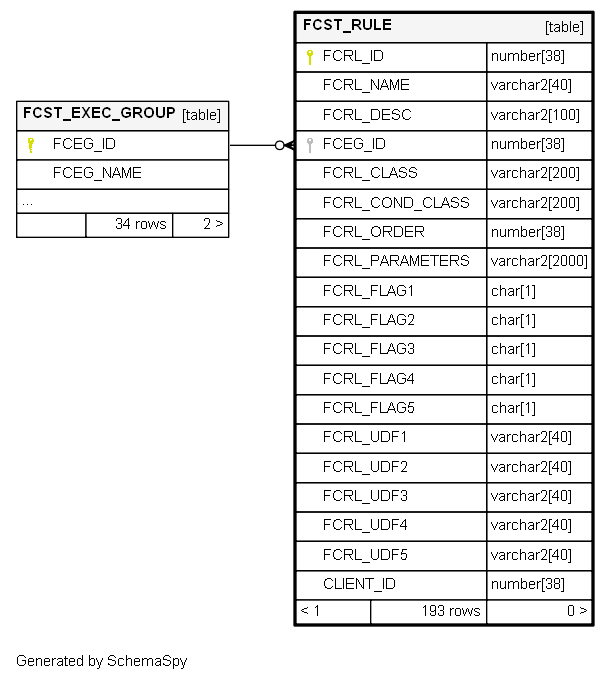 FCST_EXEC_GROUP [table]
FCEG_ID
FCEG_NAME
...
34 rows 2 >
FCST_RULE [table]
FCRL_ID number[38]
FCRL_NAME varchar2[40]
FCRL_DESC varchar2[100]
FCEG_ID number[38]
FCRL_CLASS varchar2[200]
FCRL_COND_CLASS varchar2[200]
FCRL_ORDER number[38]
FCRL_PARAMETERS varchar2[2000]
FCRL_FLAG1 char[1]
FCRL_FLAG2 char[1]
FCRL_FLAG3 char[1]
FCRL_FLAG4 char[1]
FCRL_FLAG5 char[1]
FCRL_UDF1 varchar2[40]
FCRL_UDF2 varchar2[40]
FCRL_UDF3 varchar2[40]
FCRL_UDF4 varchar2[40]
FCRL_UDF5 varchar2[40]
CLIENT_ID number[38]
< 1 193 rows 0 >
Generated by SchemaSpy